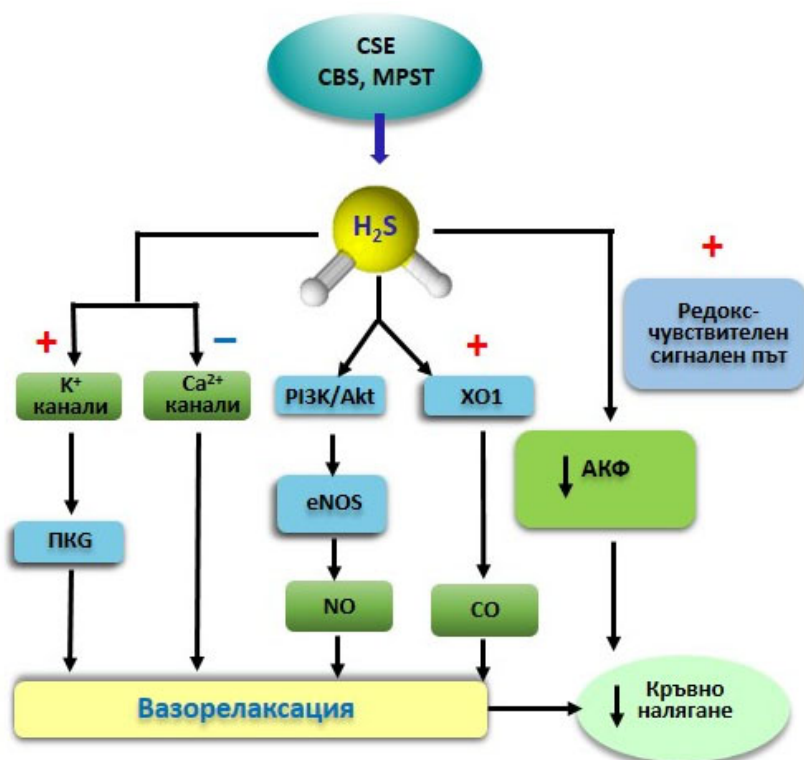 CSE
CBS, MPST
H₂S
+
Редокс-
чувствителен
сигнален път
+
–
+
K⁺
канали
Ca²⁺
канали
PI3K/Akt
ХО1
↓ АКФ
eNOS
ПКG
NO
CO
Вазорелаксация
↓ Кръвно
налягане